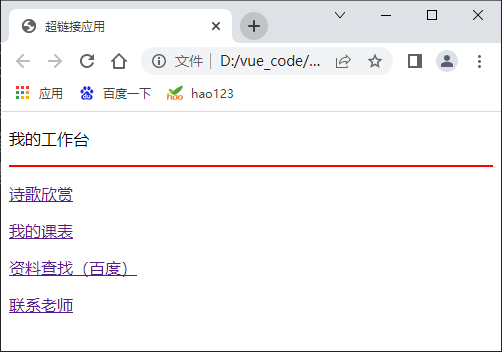 超链接应用
文件 D:/vue_code/...
应用 百度一下 hao123
我的工作台
诗歌欣赏
我的课表
资料查找（百度）
联系老师